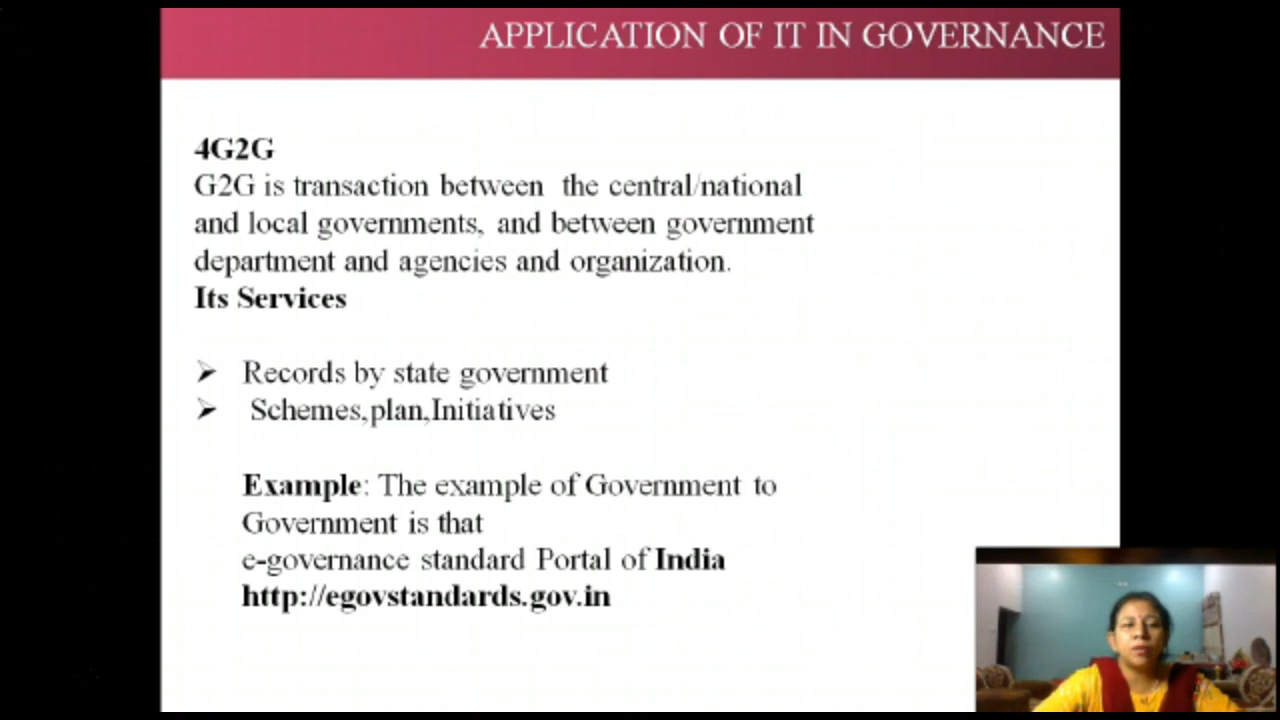 APPLICATION OF IT IN GOVERNANCE
4G2G
G2G is transaction between the central/national
and local governments, and between government
department and agencies and organization.
Its Services
➢ Records by state government
➢ Schemes,plan,Initiatives
Example: The example of Government to
Government is that
e-governance standard Portal of India
http://egovstandards.gov.in